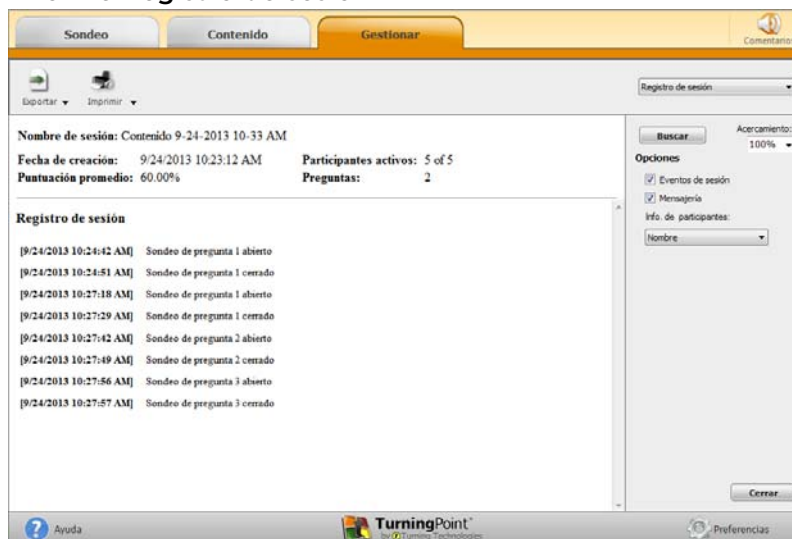 Sondeo Contenido Gestionar Comentarios
Exportar Imprimir Registro de sesión
Nombre de sesión: Contenido 9-24-2013 10-33 AM
Fecha de creación: 9/24/2013 10:23:12 AM Participantes activos: 5 of 5
Puntuación promedio: 60.00% Preguntas: 2
Registro de sesión
[9/24/2013 10:24:42 AM] Sondeo de pregunta 1 abierto
[9/24/2013 10:24:51 AM] Sondeo de pregunta 1 cerrado
[9/24/2013 10:27:18 AM] Sondeo de pregunta 1 abierto
[9/24/2013 10:27:29 AM] Sondeo de pregunta 1 cerrado
[9/24/2013 10:27:42 AM] Sondeo de pregunta 2 abierto
[9/24/2013 10:27:49 AM] Sondeo de pregunta 2 cerrado
[9/24/2013 10:27:56 AM] Sondeo de pregunta 3 abierto
[9/24/2013 10:27:57 AM] Sondeo de pregunta 3 cerrado
Buscar Acercamiento:
100%
Opciones
Eventos de sesión
Mensajería
Info. de participantes:
Nombre
Cerrar
Ayuda TurningPoint Preferencias
by Turning Technologies